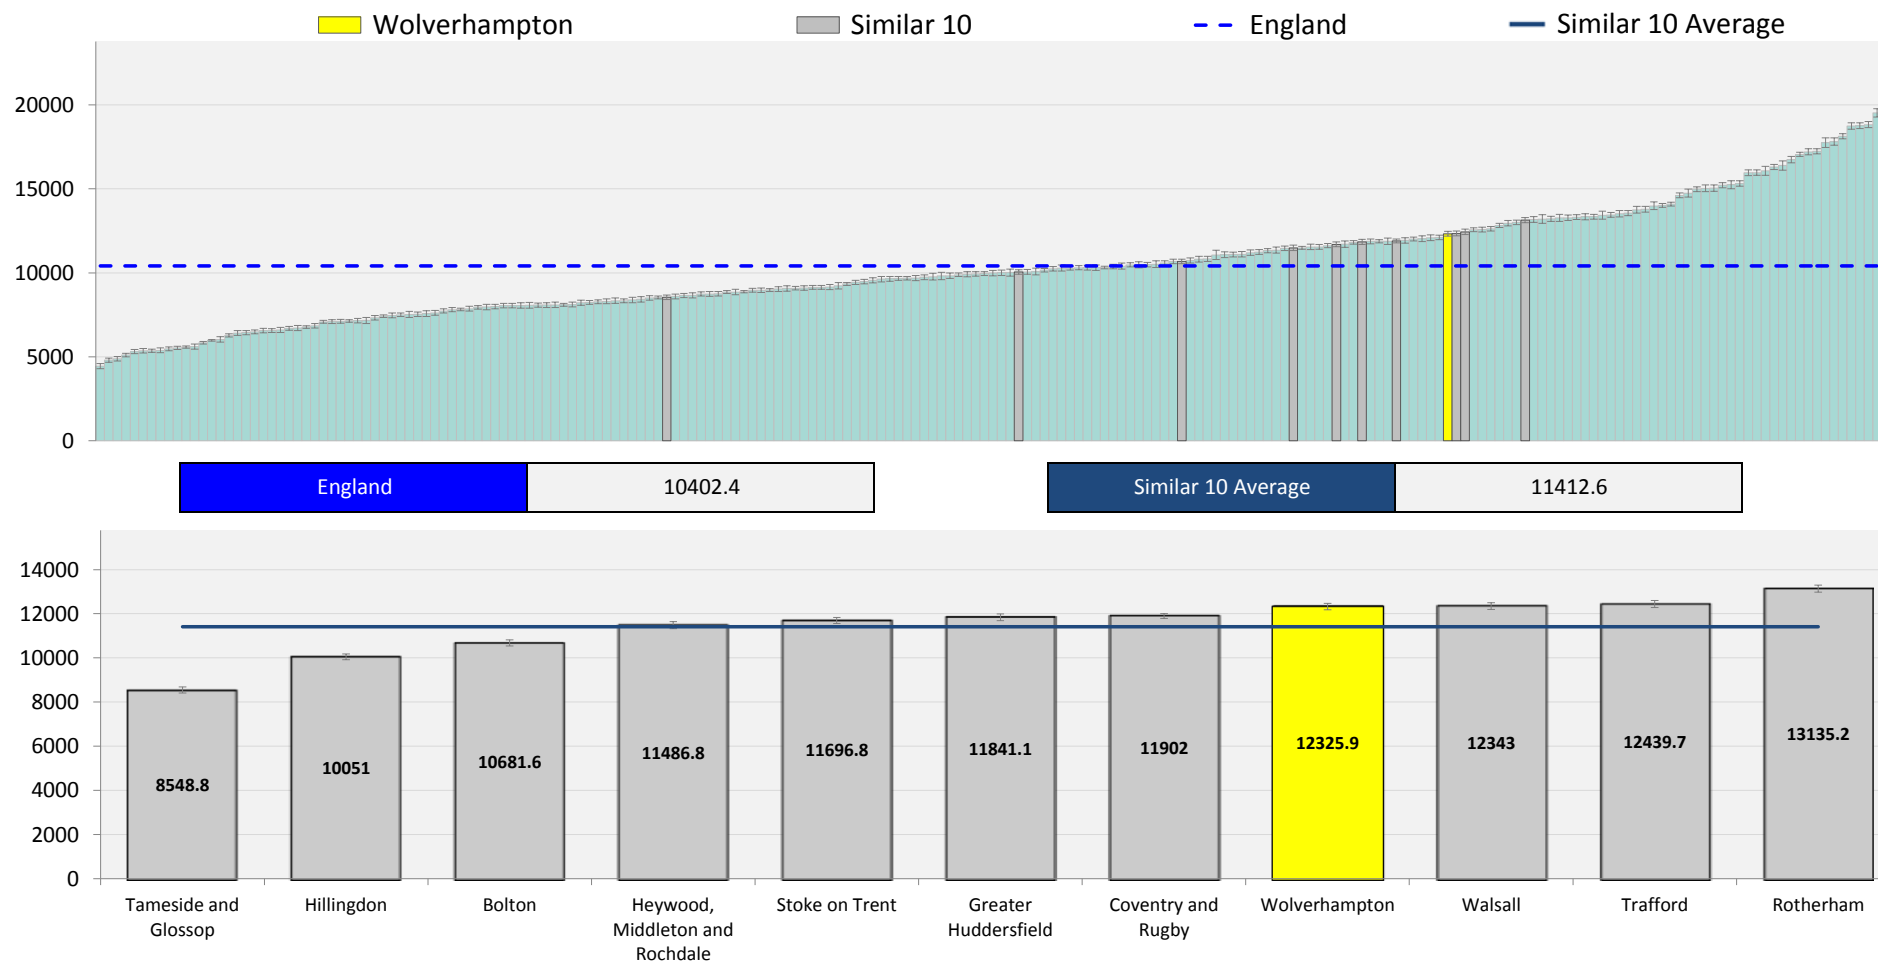 Wolverhampton Similar 10 England Similar 10 Average
20000
15000
10000
5000
0
England 10402.4 Similar 10 Average 11412.6
14000
12000
10000
8000
6000
4000
2000
0
8548.8 10051 10681.6 11486.8 11696.8 11841.1 11902 12325.9 12343 12439.7 13135.2
Tameside and
Glossop
Hillingdon
Bolton
Heywood,
Middleton and
Rochdale
Stoke on Trent
Greater
Huddersfield
Coventry and
Rugby
Wolverhampton
Walsall
Trafford
Rotherham